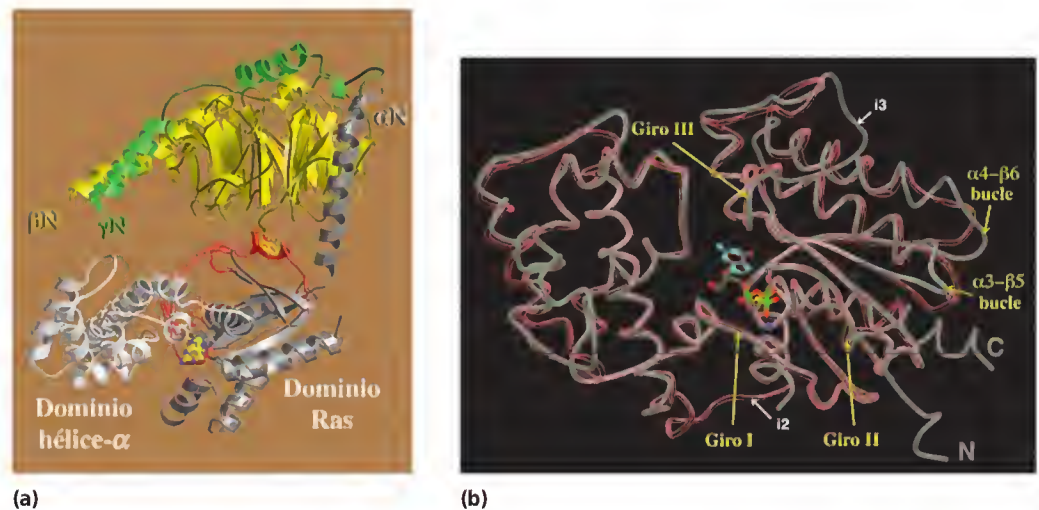 αN
βN
γN
Dominio
hélice-α
Dominio
Ras
(a)
Giro III
i3
α4–β6
bucle
α3–β5
bucle
C
N
Giro I
i2
Giro II
(b)